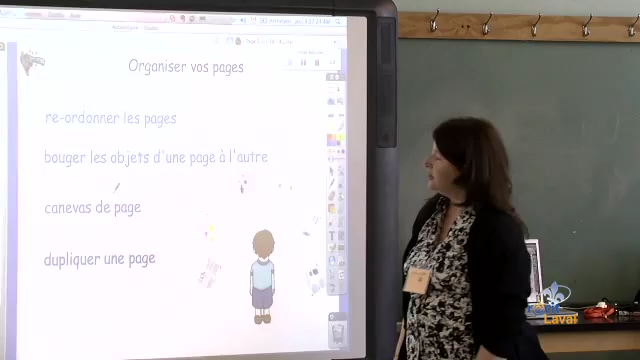 Organiser vos pages
re-ordonner les pages
bouger les objets d'une page à l'autre
canevas de page
dupliquer une page
Laval